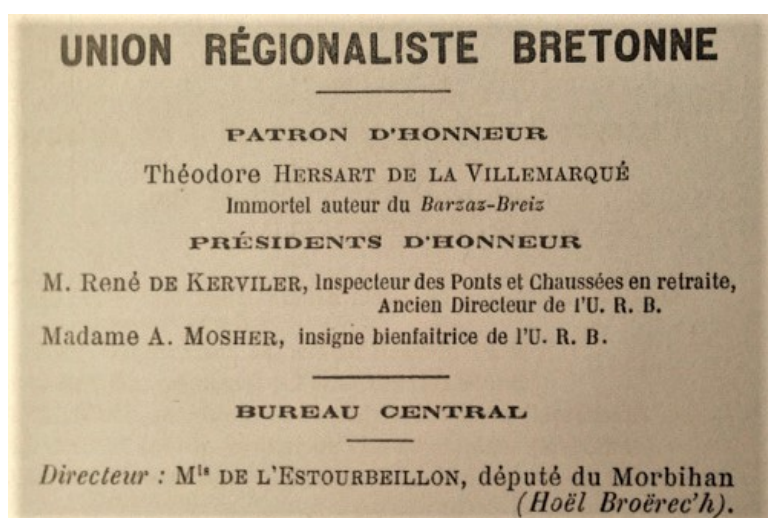 UNION RÉGIONALISTE BRETONNE
PATRON D'HONNEUR
Théodore HERSART DE LA VILLEMARQUÉ
Immortel auteur du Barzaz-Breiz
PRÉSIDENTS D'HONNEUR
M. René DE KERVILER, Inspecteur des Ponts et Chaussées en retraite,
Ancien Directeur de l'U. R. B.
Madame A. MOSHER, insigne bienfaitrice de l'U. R. B.
BUREAU CENTRAL
Directeur : Mis DE L'ESTOURBEILLON, député du Morbihan
(Hoël Broërec'h).